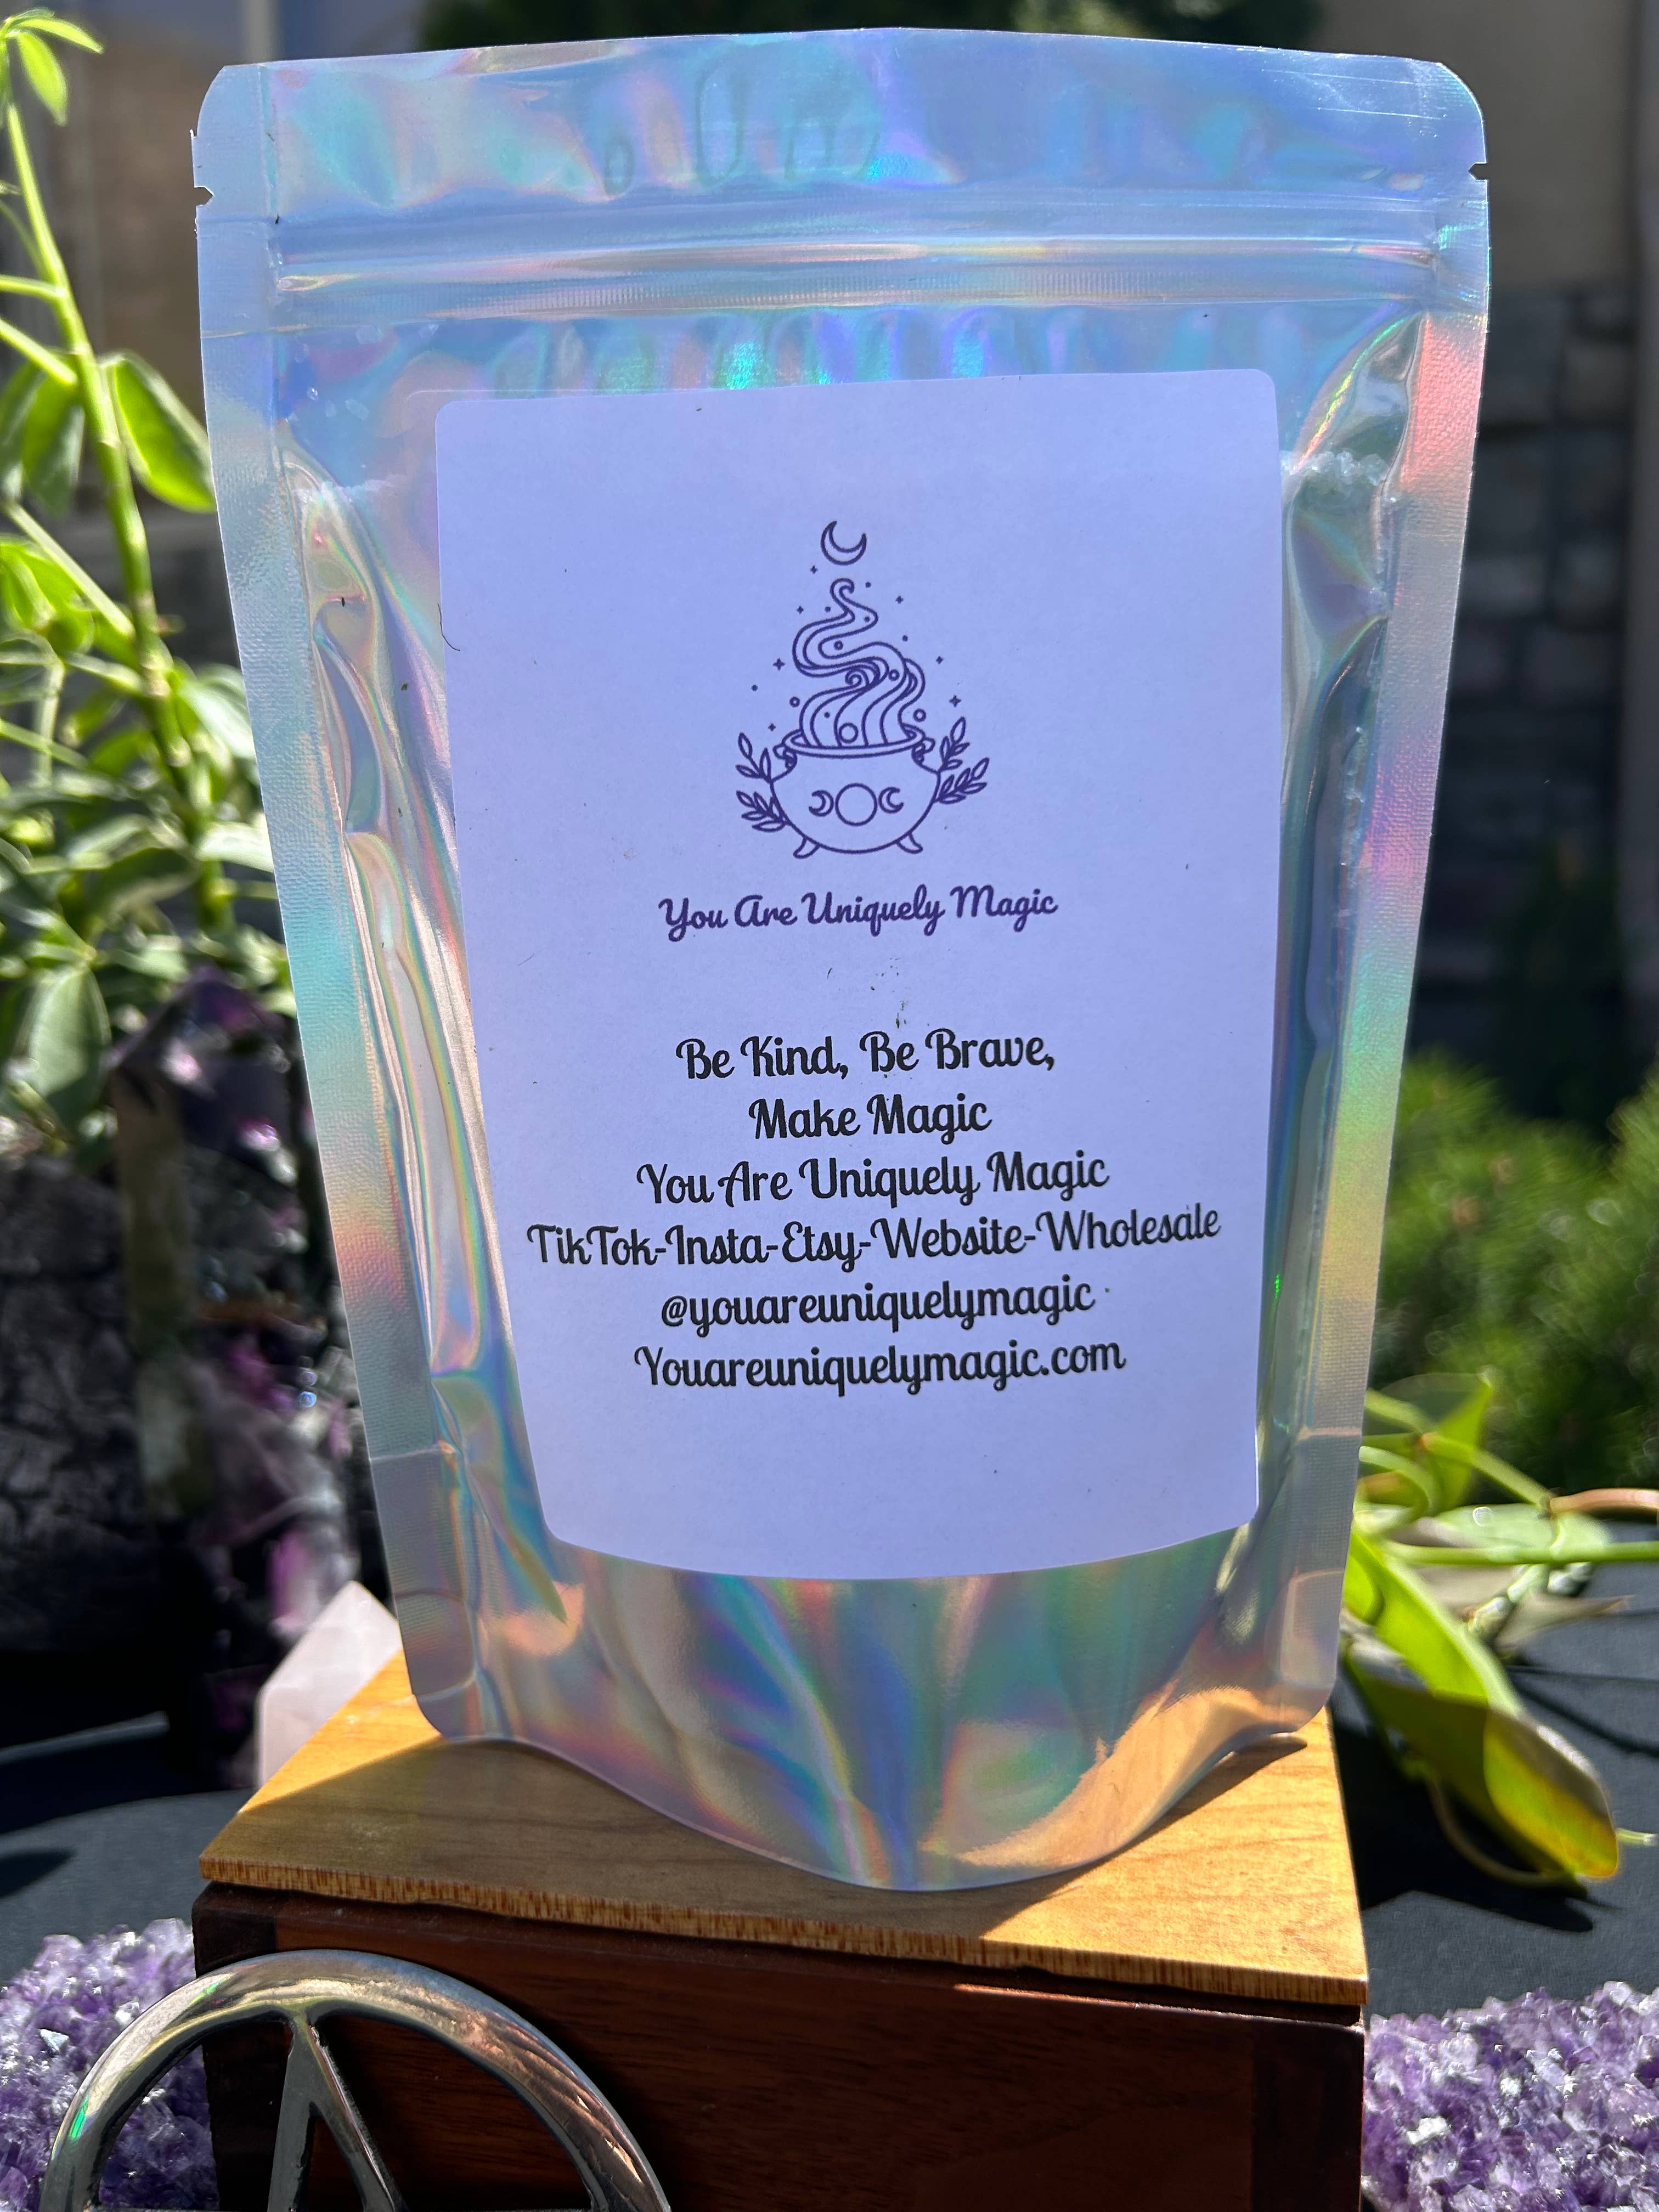 You Are Uniquely Magic
Be Kind, Be Brave,
Make Magic
You Are Uniquely Magic
TikTok-Insta-Etsy-Website-Wholesale
@youareuniquelymagic
Youareuniquelymagic.com